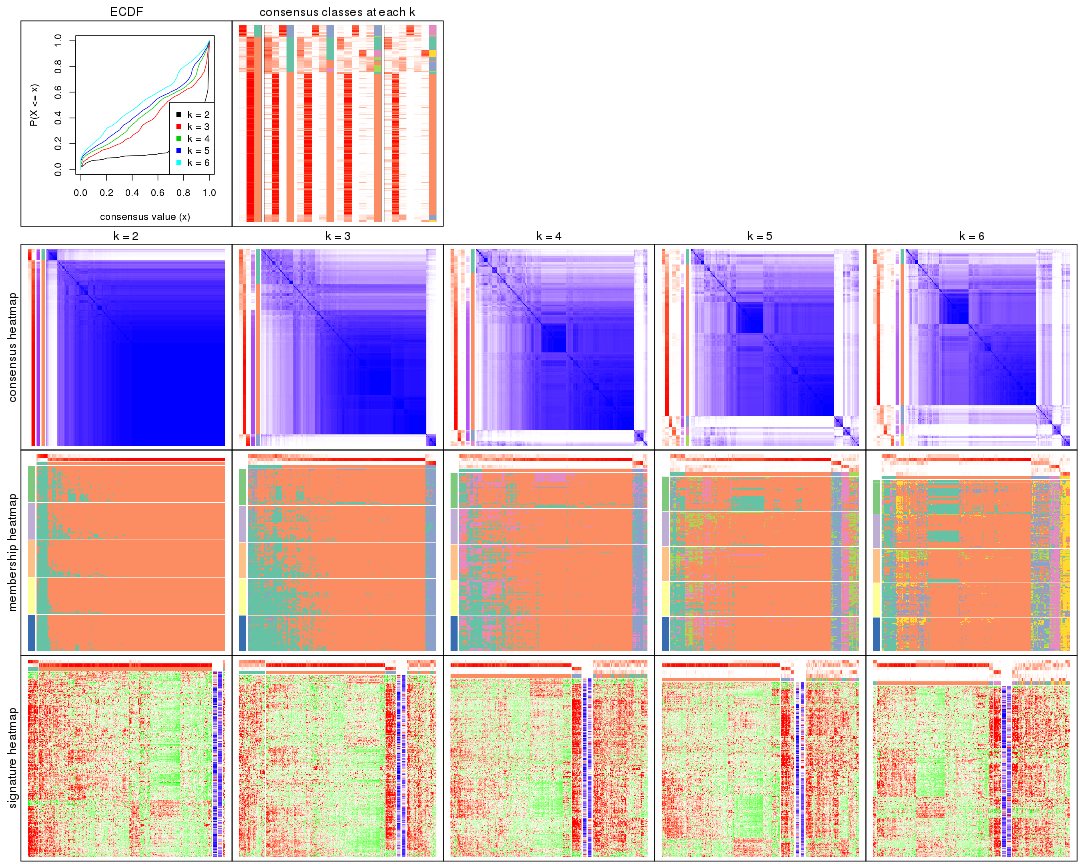 ECDF
consensus classes at each k
P(X <= x)
1.0
0.8
0.6
0.4
0.2
0.0
k = 2
k = 3
k = 4
k = 5
k = 6
0.0 0.2 0.4 0.6 0.8 1.0
consensus value (x)
k = 2
k = 3
k = 4
k = 5
k = 6
consensus heatmap
membership heatmap
signature heatmap